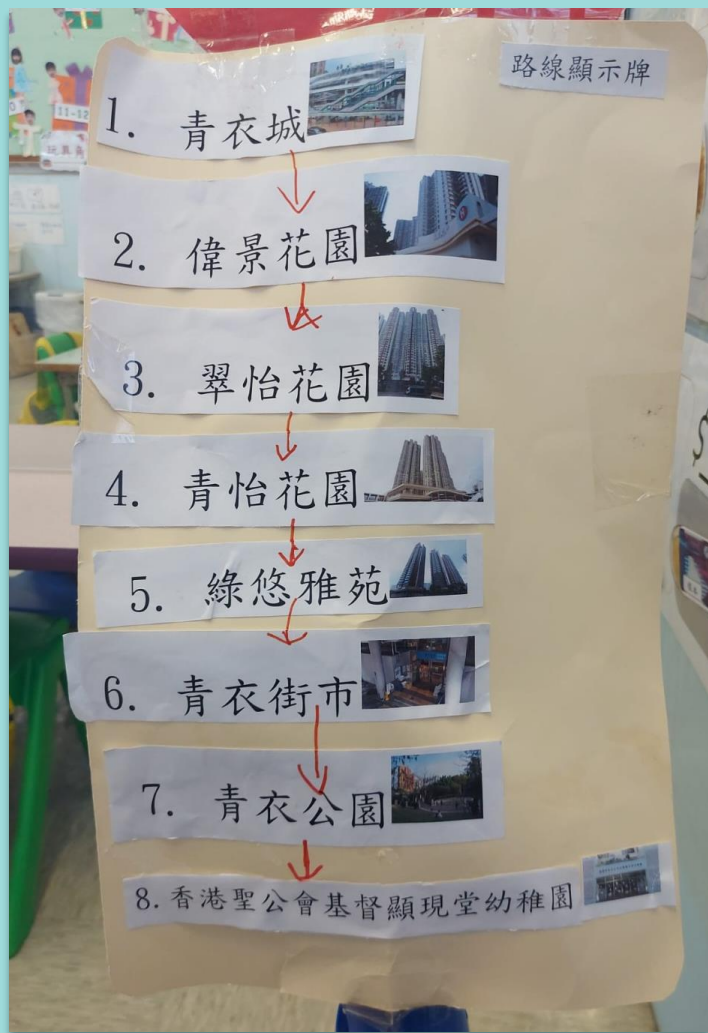 路線顯示牌
1. 青衣城
2. 偉景花園
3. 翠怡花園
4. 青怡花園
5. 綠悠雅苑
6. 青衣街市
7. 青衣公園
8. 香港聖公會基督顯現堂幼稚園
11-12